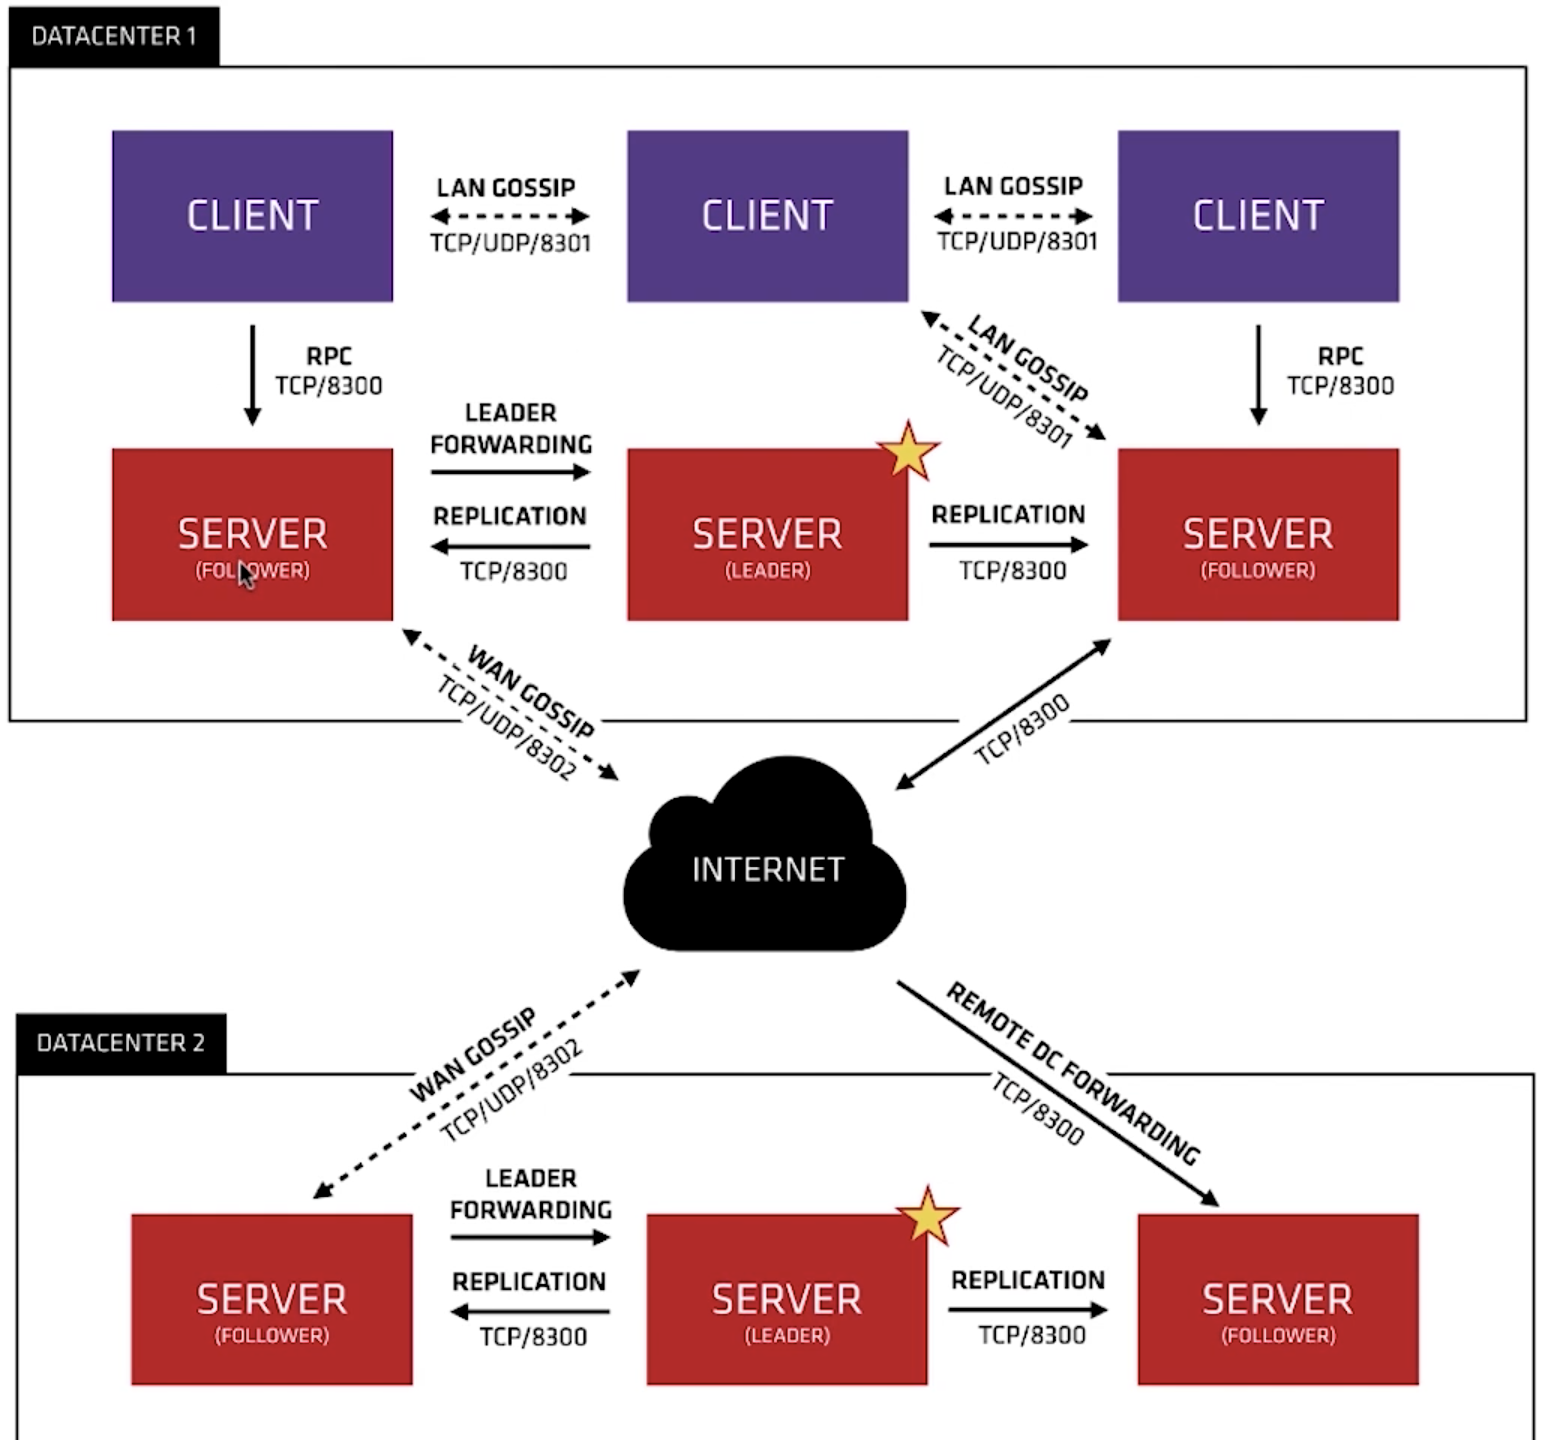 DATACENTER 1
CLIENT
LAN GOSSIP
TCP/UDP/8301
CLIENT
LAN GOSSIP
TCP/UDP/8301
CLIENT
RPC
TCP/8300
LAN GOSSIP
TCP/UDP/8301
RPC
TCP/8300
SERVER
(FOLLOWER)
LEADER
FORWARDING
REPLICATION
TCP/8300
SERVER
(LEADER)
REPLICATION
TCP/8300
SERVER
(FOLLOWER)
WAN GOSSIP
TCP/UDP/8302
TCP/8300
INTERNET
DATACENTER 2
WAN GOSSIP
TCP/UDP/8302
REMOTE DC FORWARDING
TCP/8300
SERVER
(FOLLOWER)
LEADER
FORWARDING
REPLICATION
TCP/8300
SERVER
(LEADER)
REPLICATION
TCP/8300
SERVER
(FOLLOWER)